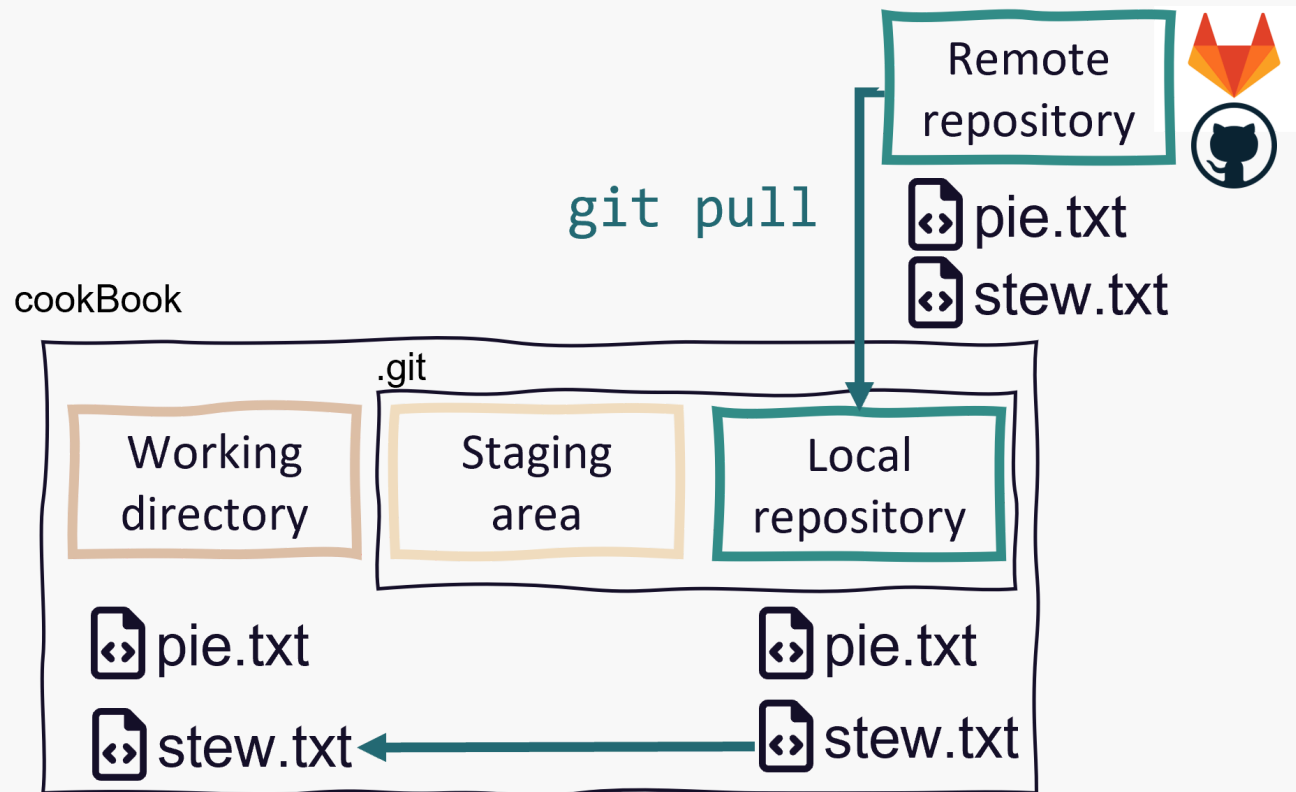 Remote
repository
git pull
pie.txt
stew.txt
cookBook
.git
Working
directory
Staging
area
Local
repository
pie.txt
pie.txt
stew.txt
stew.txt